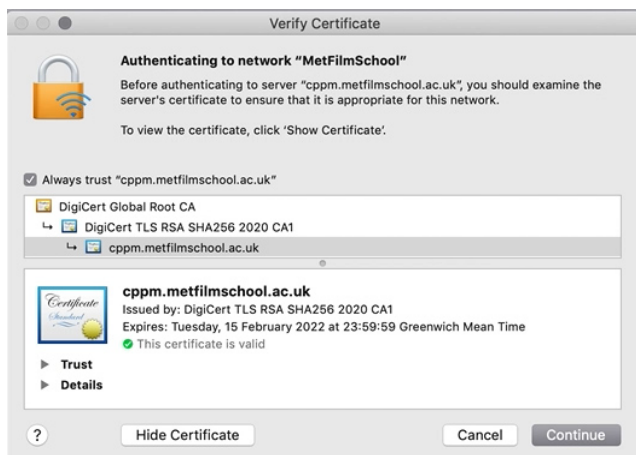 Verify Certificate
Authenticating to network “MetFilmSchool”
Before authenticating to server “cppm.metfilmschool.ac.uk”, you should examine the
server’s certificate to ensure that it is appropriate for this network.
To view the certificate, click ‘Show Certificate’.
Always trust “cppm.metfilmschool.ac.uk”
DigiCert Global Root CA
DigiCert TLS RSA SHA256 2020 CA1
cppm.metfilmschool.ac.uk
Certificate
Standard
cppm.metfilmschool.ac.uk
Issued by: DigiCert TLS RSA SHA256 2020 CA1
Expires: Tuesday, 15 February 2022 at 23:59:59 Greenwich Mean Time
This certificate is valid
Trust
Details
?
Hide Certificate
Cancel
Continue